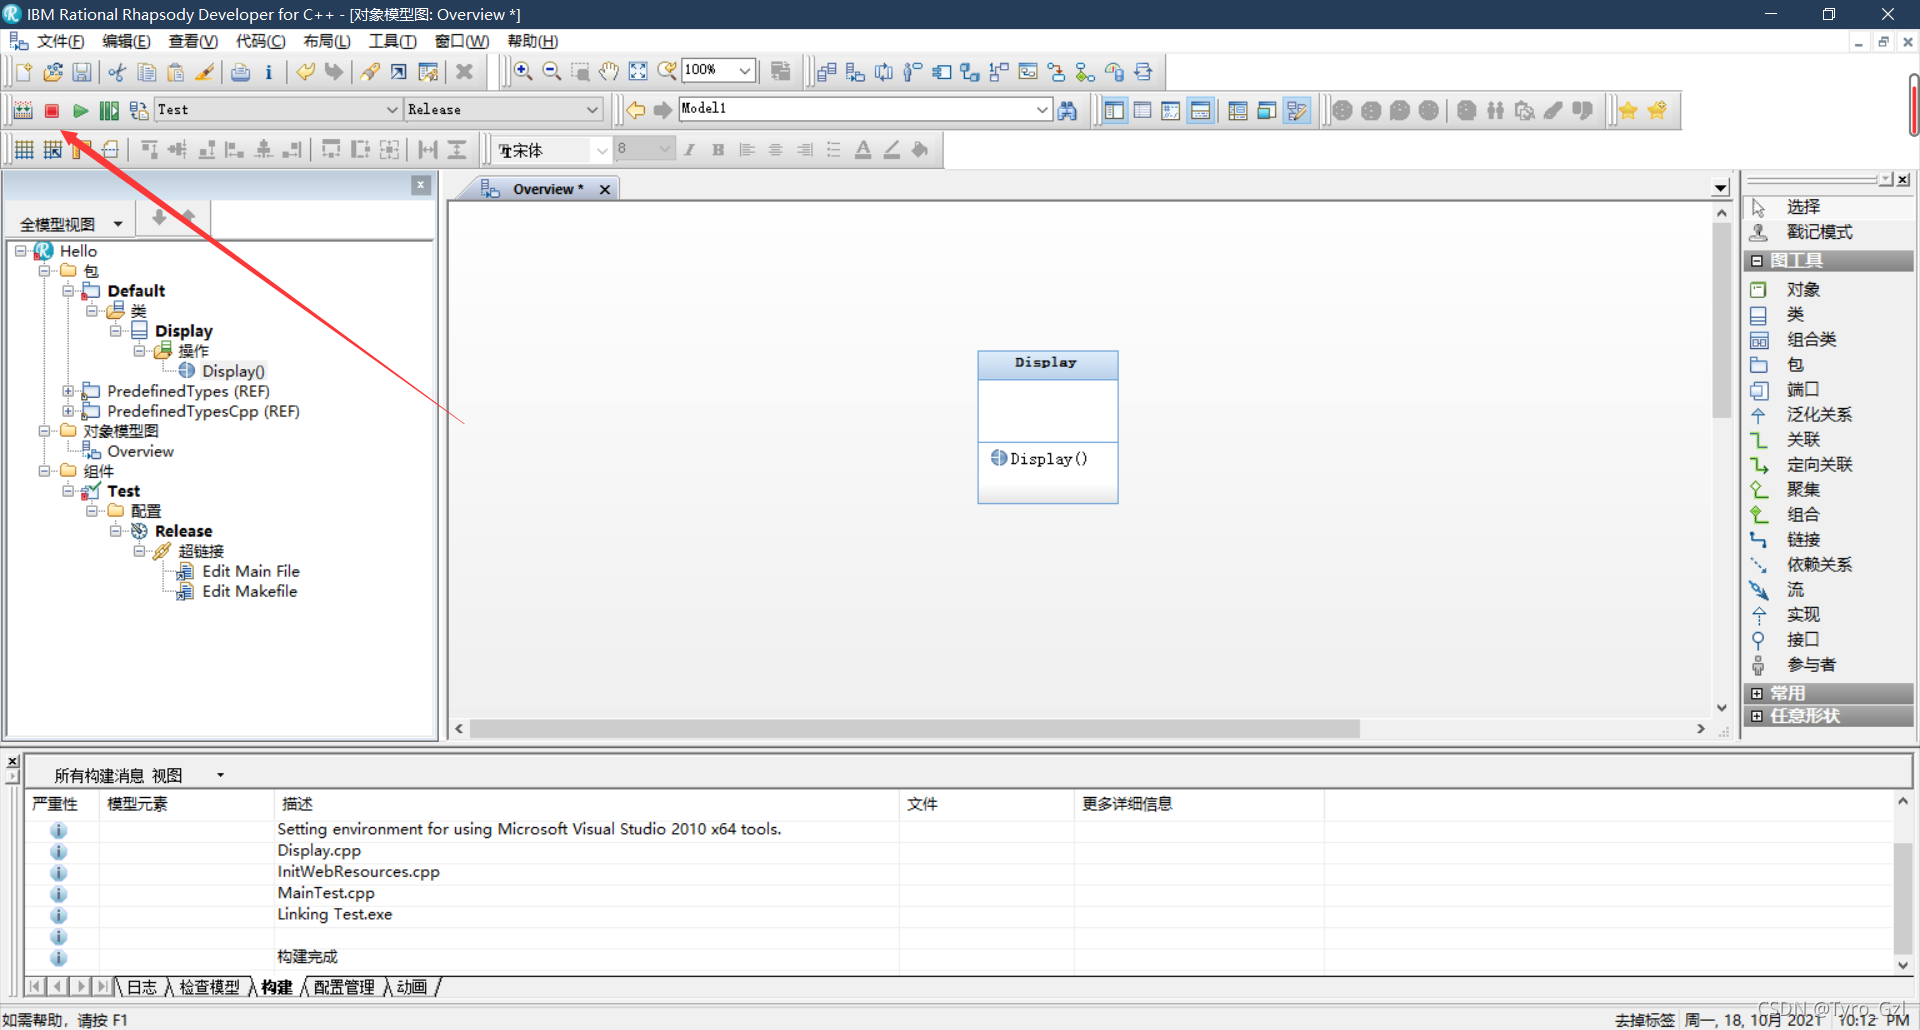 IBM Rational Rhapsody Developer for C++ - [对象模型图: Overview *]
文件(F) 编辑(E) 查看(V) 代码(C) 布局(L) 工具(T) 窗口(W) 帮助(H)
100%
Test Release Model1
宋体 8
Overview *
全模型视图
Hello
包
Default
类
Display
操作
Display()
PredefinedTypes (REF)
PredefinedTypesCpp (REF)
对象模型图
Overview
组件
Test
配置
Release
超链接
Edit Main File
Edit Makefile
Display
Display()
选择
戳记模式
图工具
对象
类
组合类
包
端口
泛化关系
关联
定向关联
聚集
组合
链接
依赖关系
流
实现
接口
参与者
常用
任意形状
所有构建消息 视图
严重性 模型元素 描述 文件 更多详细信息
Setting environment for using Microsoft Visual Studio 2010 x64 tools.
Display.cpp
InitWebResources.cpp
MainTest.cpp
Linking Test.exe
构建完成
日志 检查模型 构建 配置管理 动画
如需帮助，请按 F1
去掉标签 周一, 18, 10月 2021 10:12 PM
CSDN @Tyro_Gzl